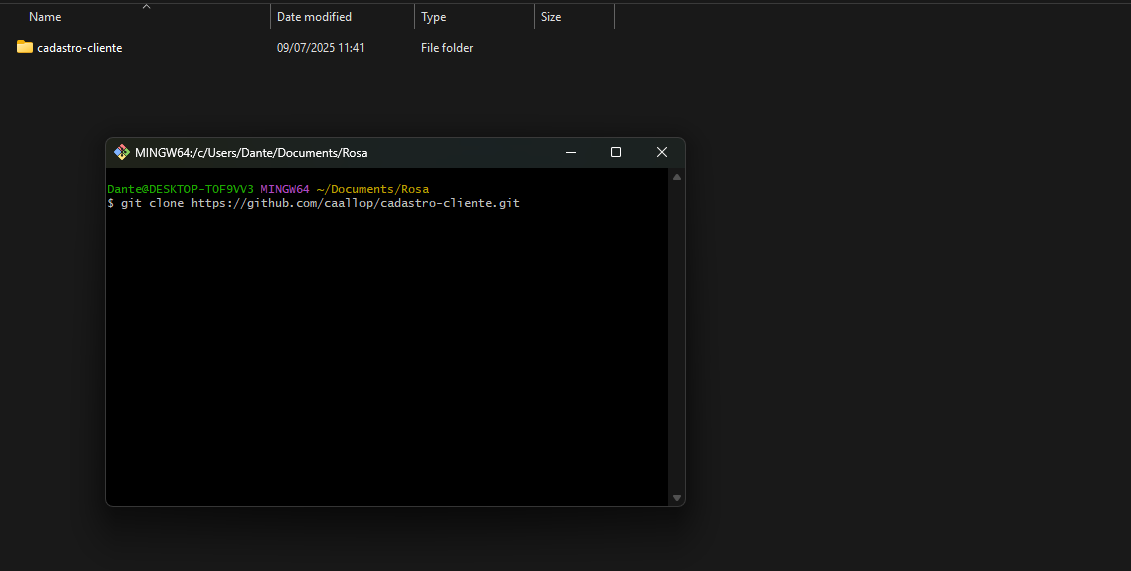 Name Date modified Type Size
cadastro-cliente 09/07/2025 11:41 File folder
MINGW64:/c/Users/Dante/Documents/Rosa
Dante@DESKTOP-TOF9VV3 MINGW64 ~/Documents/Rosa
$ git clone https://github.com/caallop/cadastro-cliente.git